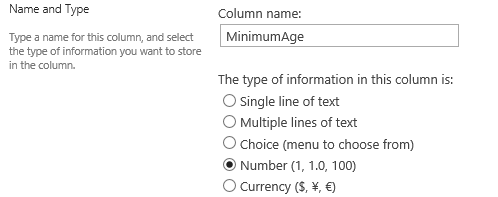 Name and Type
Type a name for this column, and select
the type of information you want to store
in the column.
Column name:
MinimumAge
The type of information in this column is:
Single line of text
Multiple lines of text
Choice (menu to choose from)
Number (1, 1.0, 100)
Currency ($, ¥, €)